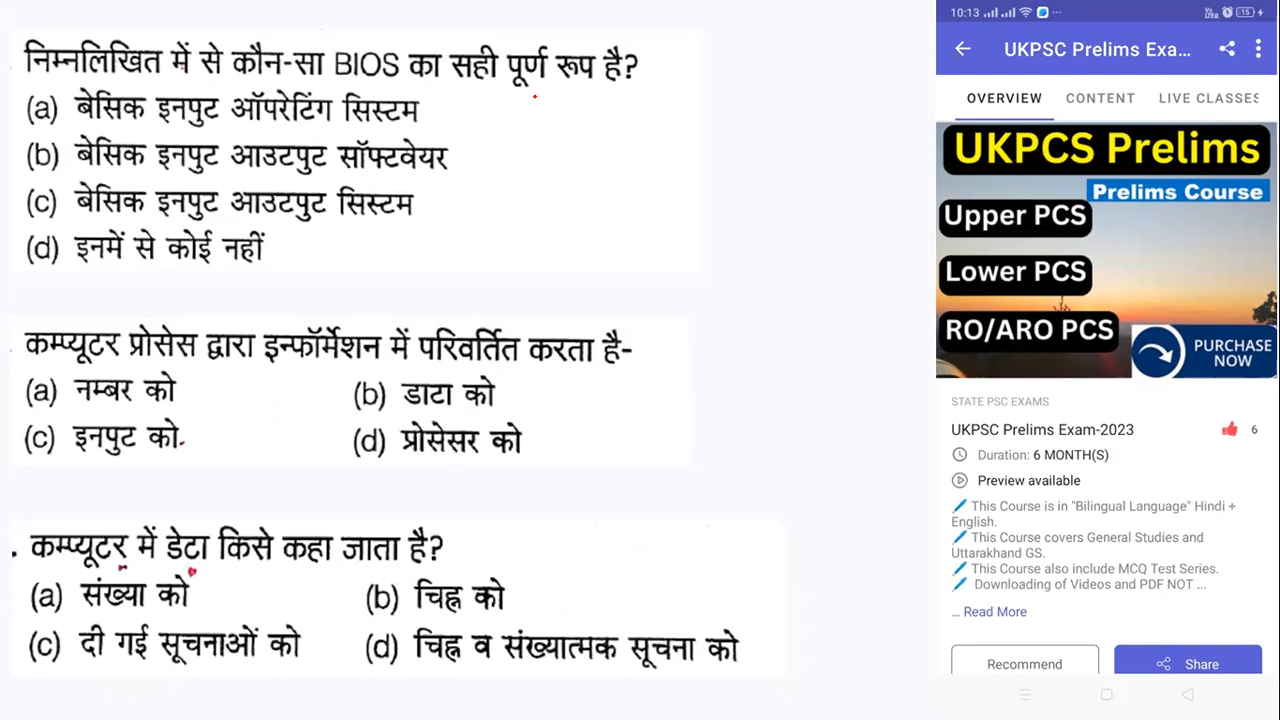 निम्नलिखित में से कौन-सा BIOS का सही पूर्ण रूप है?
(a) बेसिक इनपुट ऑपरेटिंग सिस्टम
(b) बेसिक इनपुट आउटपुट सॉफ्टवेयर
(c) बेसिक इनपुट आउटपुट सिस्टम
(d) इनमें से कोई नहीं
कम्प्यूटर प्रोसेस द्वारा इन्फॉर्मेशन में परिवर्तित करता है-
(a) नम्बर को (b) डाटा को
(c) इनपुट को (d) प्रोसेसर को
कम्प्यूटर में डेटा किसे कहा जाता है?
(a) संख्या को (b) चिह्न को
(c) दी गई सूचनाओं को (d) चिह्न व संख्यात्मक सूचना को
10:13 15
UKPSC Prelims Exa...
OVERVIEW CONTENT LIVE CLASSES
UKPCS Prelims
Prelims Course
Upper PCS
Lower PCS
RO/ARO PCS
PURCHASE
NOW
STATE PSC EXAMS
UKPSC Prelims Exam-2023 6
Duration: 6 MONTH(S)
Preview available
This Course is in "Bilingual Language" Hindi +
English.
This Course covers General Studies and
Uttarakhand GS.
This Course also include MCQ Test Series.
Downloading of Videos and PDF NOT ...
... Read More
Recommend Share